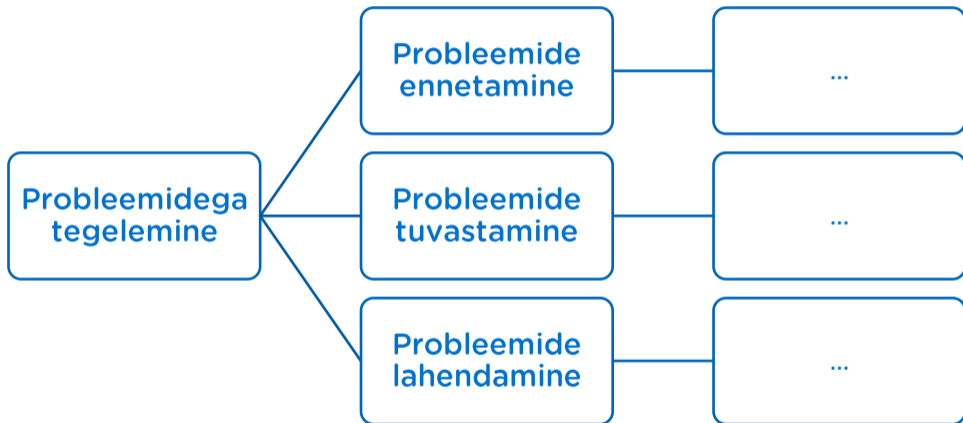 Probleemidega
tegelemine
Probleemide
ennetamine
...
Probleemide
tuvastamine
...
Probleemide
lahendamine
...